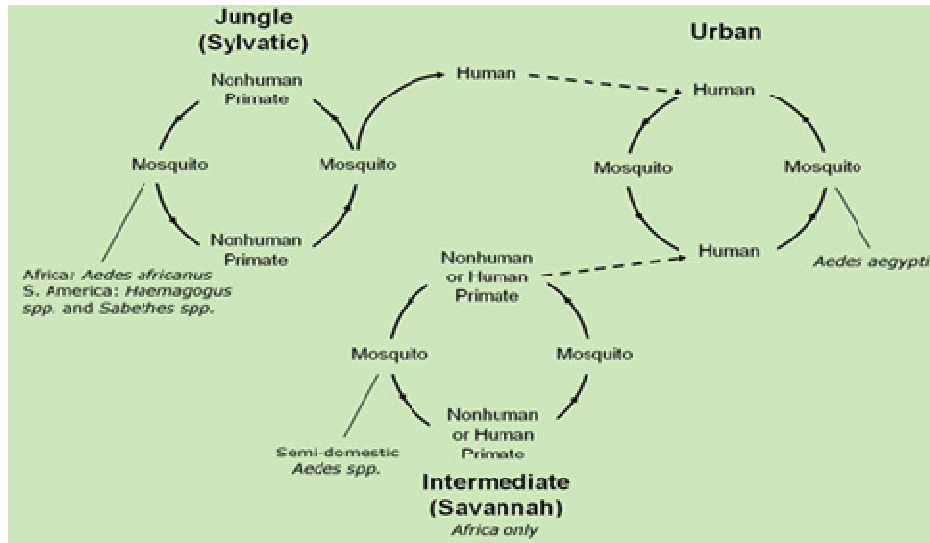 Jungle
(Sylvatic)
Nonhuman
Primate
Mosquito
Mosquito
Nonhuman
Primate
Africa: Aedes africanus
S. America: Haemagogus
spp. and Sabethes spp.
Human
Urban
Human
Mosquito
Mosquito
Human
Aedes aegypti
Nonhuman
or Human
Primate
Mosquito
Mosquito
Nonhuman
or Human
Primate
Semi-domestic
Aedes spp.
Intermediate
(Savannah)
Africa only